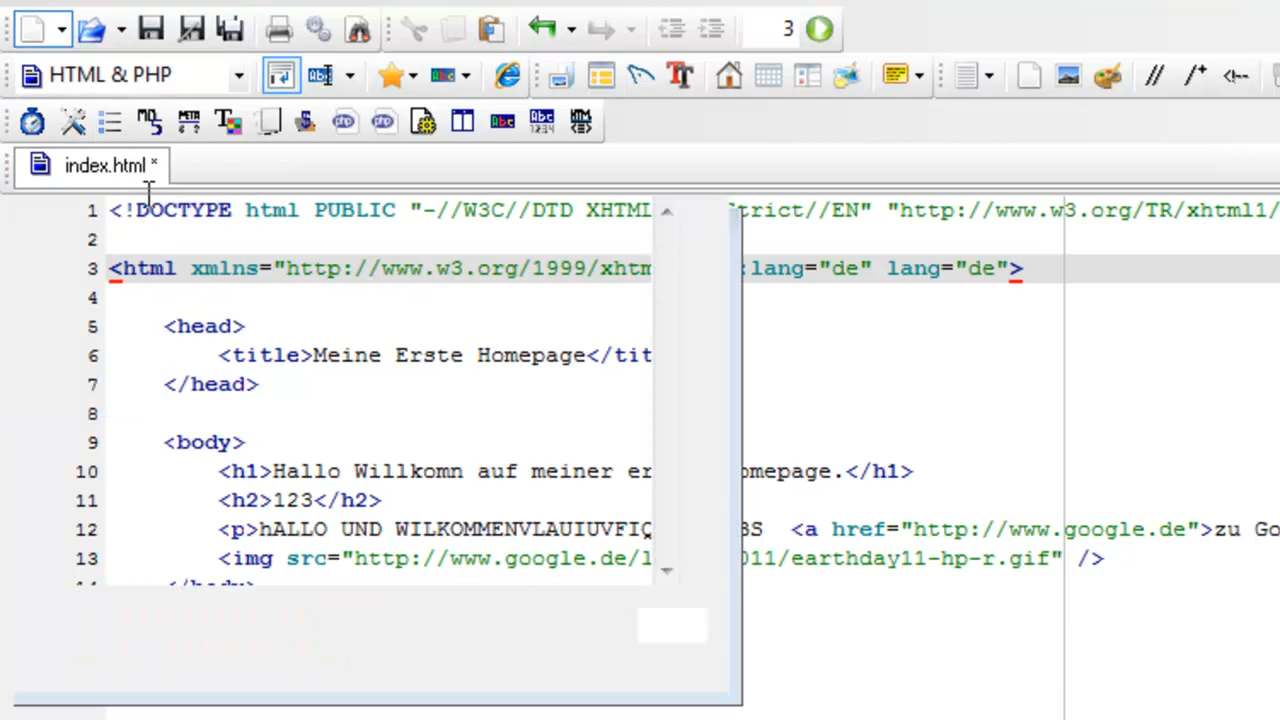 3
HTML & PHP
index.html *
1 <!DOCTYPE html PUBLIC "-//W3C//DTD XHTML trict//EN" "http://www.w3.org/TR/xhtml1/
2
3 <html xmlns="http://www.w3.org/1999/xhtm :lang="de" lang="de">
4
5 <head>
6 <title>Meine Erste Homepage</tit
7 </head>
8
9 <body>
10 <h1>Hallo Willkomn auf meiner er omepage.</h1>
11 <h2>123</h2>
12 <p>hALLO UND WILKOMMENVLAUIUVFIQ BS <a href="http://www.google.de">zu Go
13 <img src="http://www.google.de/l 011/earthday11-hp-r.gif" />